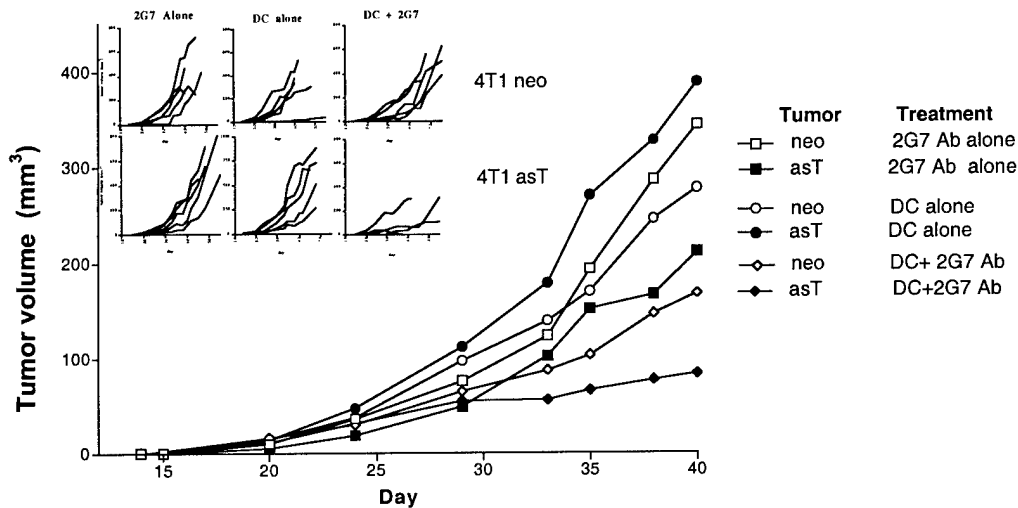 2G7 Alone DC alone DC + 2G7
4T1 neo
4T1 asT
Tumor volume (mm³)
400
300
200
100
0
15 20 25 30 35 40
Day
Tumor Treatment
neo 2G7 Ab alone
asT 2G7 Ab alone
neo DC alone
asT DC alone
neo DC+ 2G7 Ab
asT DC+2G7 Ab